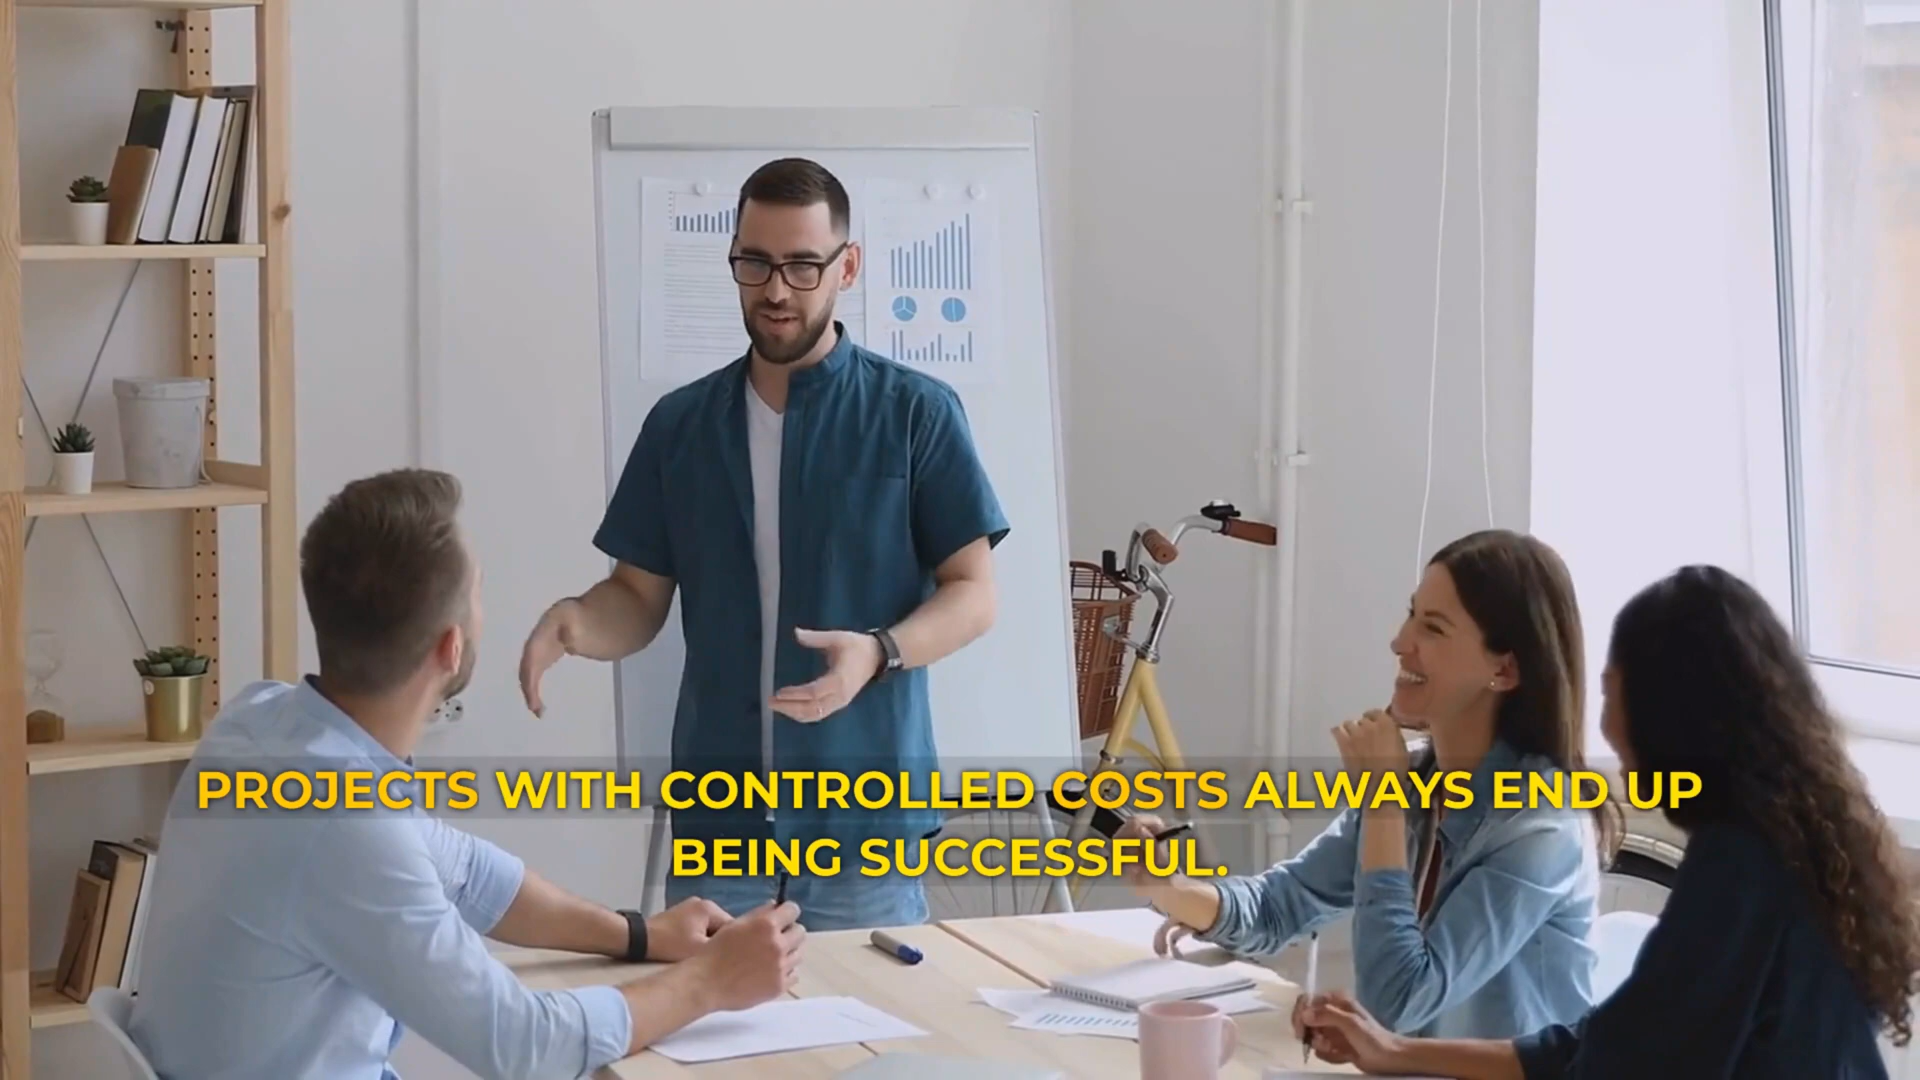 PROJECTS WITH CONTROLLED COSTS ALWAYS END UP
BEING SUCCESSFUL.